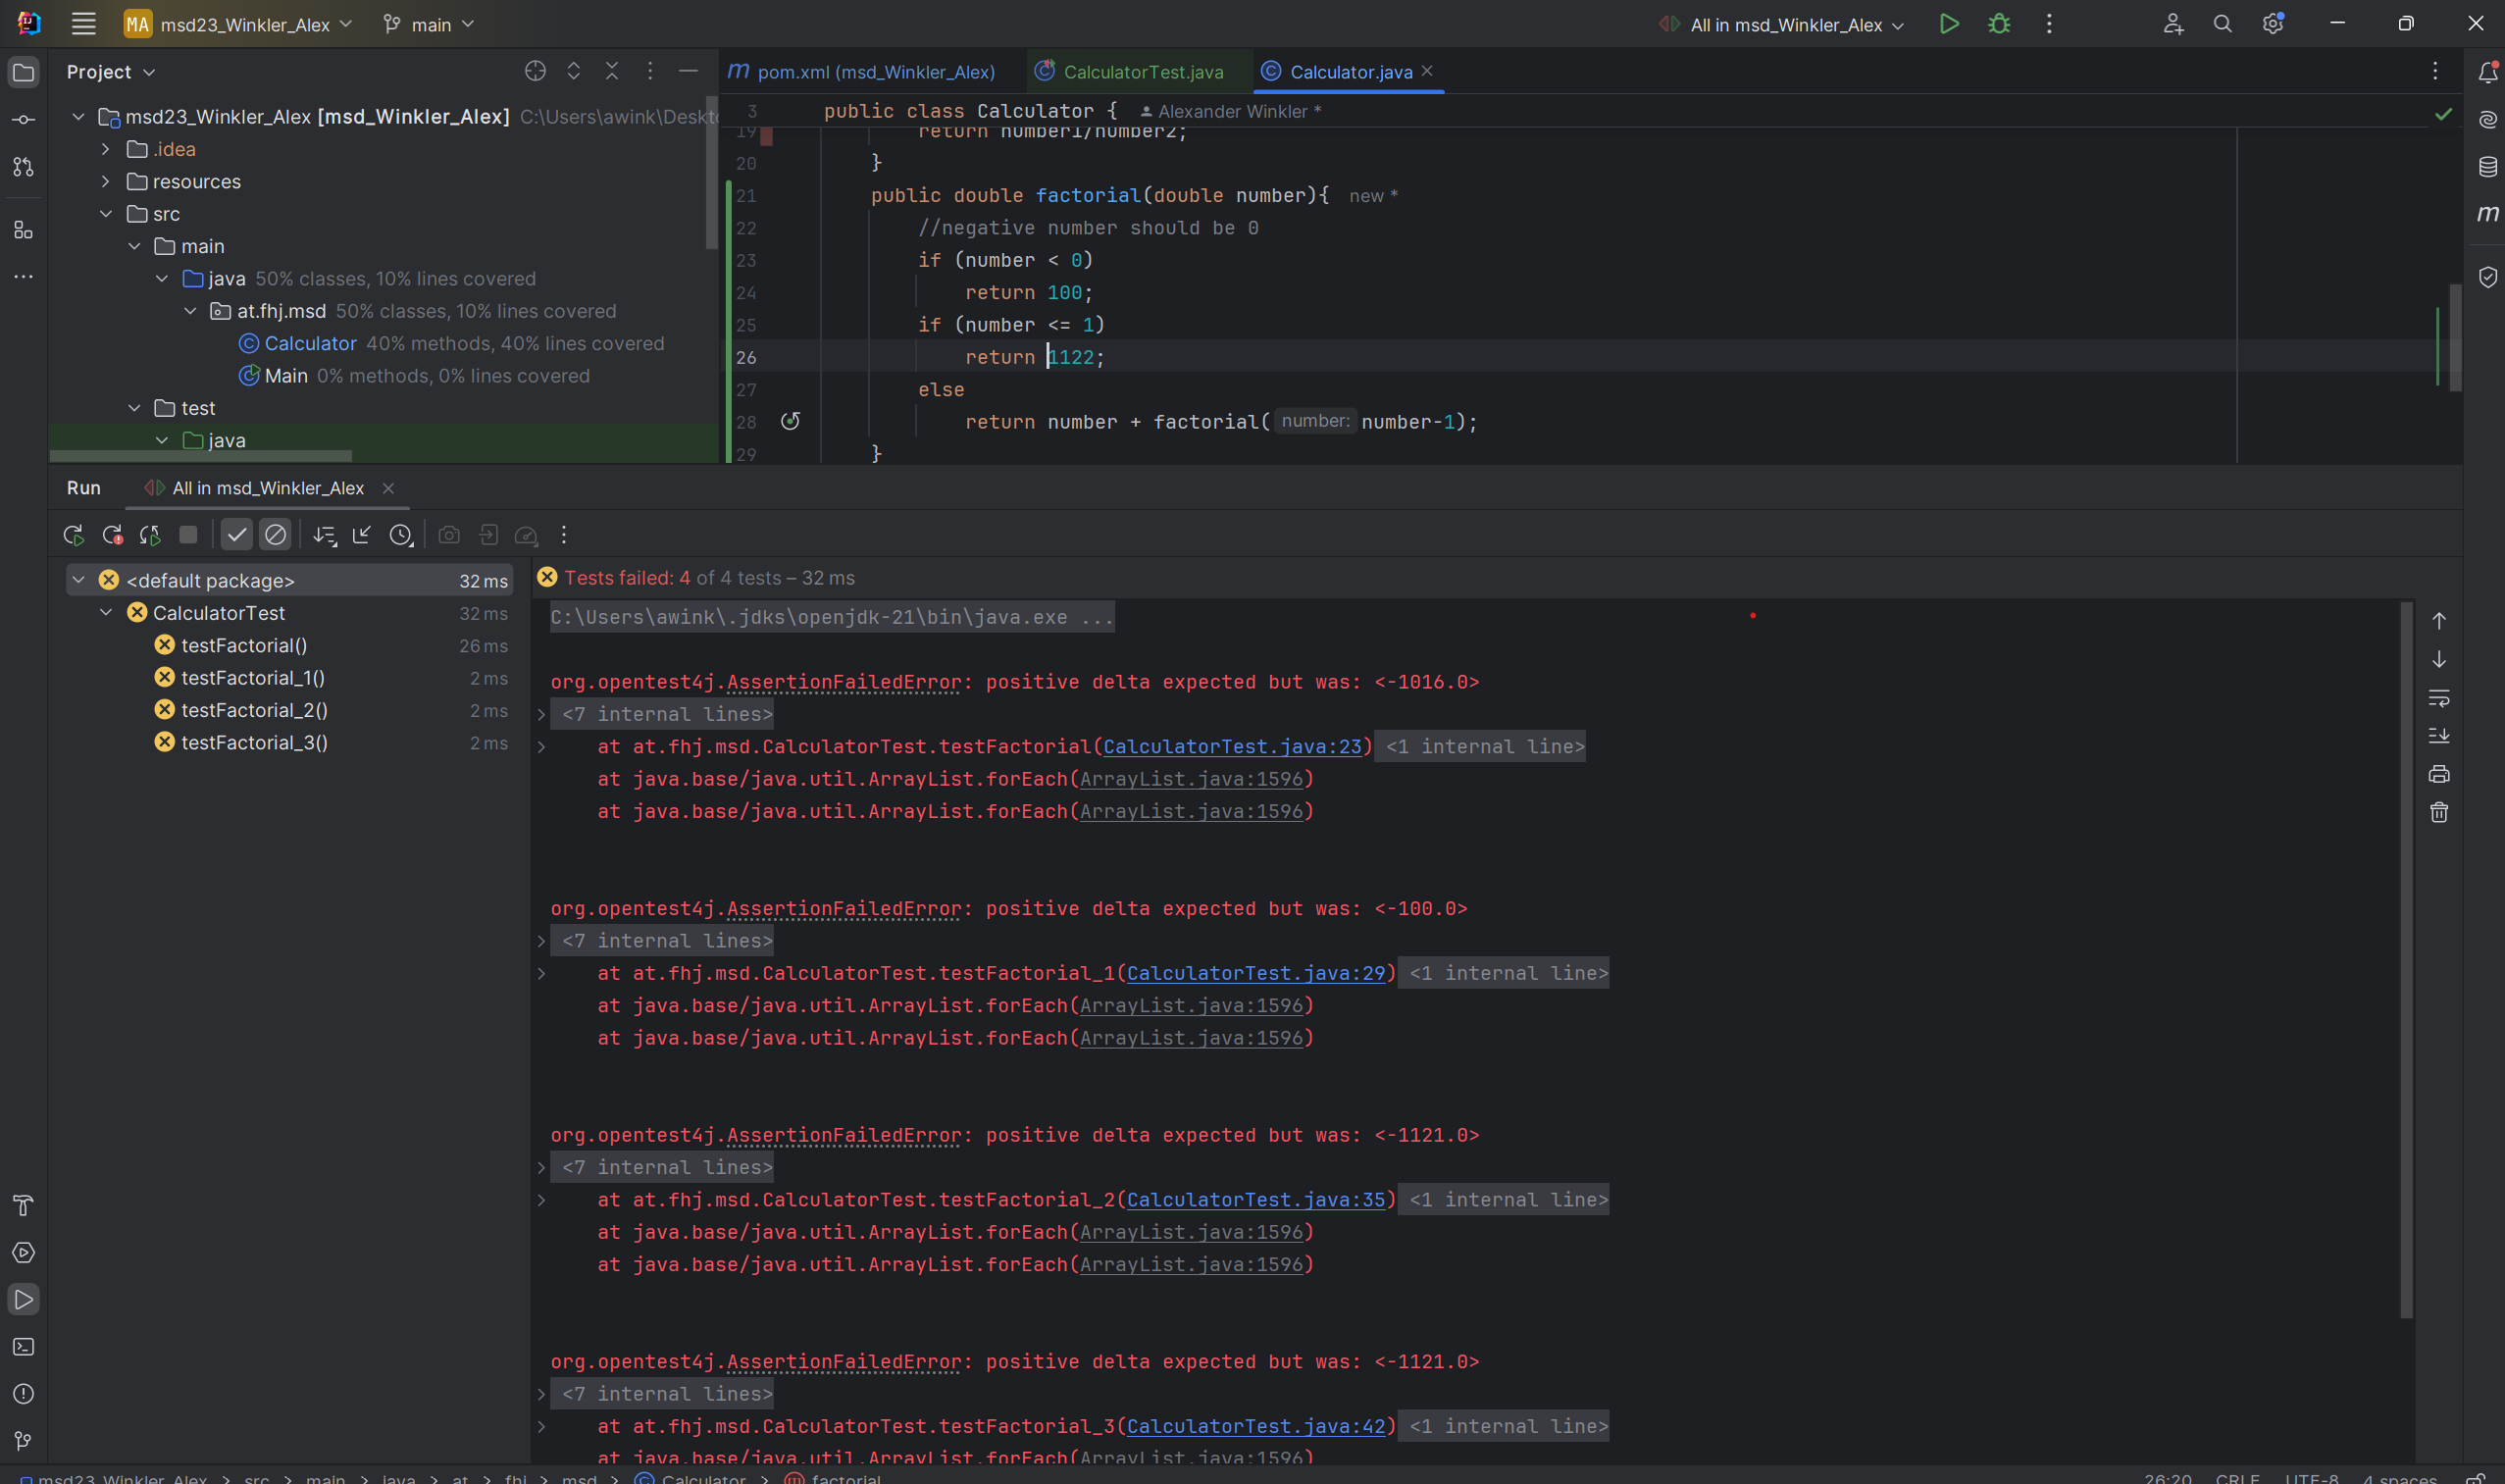 MA msd23_Winkler_Alex main All in msd_Winkler_Alex
Project
msd23_Winkler_Alex [msd_Winkler_Alex] C:\Users\awink\Deskto
.idea
resources
src
main
java 50% classes, 10% lines covered
at.fhj.msd 50% classes, 10% lines covered
Calculator 40% methods, 40% lines covered
Main 0% methods, 0% lines covered
test
java
pom.xml (msd_Winkler_Alex) CalculatorTest.java Calculator.java
3 public class Calculator { Alexander Winkler *
19 return number1/number2;
20 }
21 public double factorial(double number){ new *
22 //negative number should be 0
23 if (number < 0)
24 return 100;
25 if (number <= 1)
26 return 1122;
27 else
28 return number + factorial( number: number-1);
29 }
Run All in msd_Winkler_Alex
<default package> 32 ms
CalculatorTest 32 ms
testFactorial() 26 ms
testFactorial_1() 2 ms
testFactorial_2() 2 ms
testFactorial_3() 2 ms
Tests failed: 4 of 4 tests – 32 ms
C:\Users\awink\.jdks\openjdk-21\bin\java.exe ...
org.opentest4j.AssertionFailedError: positive delta expected but was: <-1016.0>
<7 internal lines>
at at.fhj.msd.CalculatorTest.testFactorial(CalculatorTest.java:23) <1 internal line>
at java.base/java.util.ArrayList.forEach(ArrayList.java:1596)
at java.base/java.util.ArrayList.forEach(ArrayList.java:1596)
org.opentest4j.AssertionFailedError: positive delta expected but was: <-100.0>
<7 internal lines>
at at.fhj.msd.CalculatorTest.testFactorial_1(CalculatorTest.java:29) <1 internal line>
at java.base/java.util.ArrayList.forEach(ArrayList.java:1596)
at java.base/java.util.ArrayList.forEach(ArrayList.java:1596)
org.opentest4j.AssertionFailedError: positive delta expected but was: <-1121.0>
<7 internal lines>
at at.fhj.msd.CalculatorTest.testFactorial_2(CalculatorTest.java:35) <1 internal line>
at java.base/java.util.ArrayList.forEach(ArrayList.java:1596)
at java.base/java.util.ArrayList.forEach(ArrayList.java:1596)
org.opentest4j.AssertionFailedError: positive delta expected but was: <-1121.0>
<7 internal lines>
at at.fhj.msd.CalculatorTest.testFactorial_3(CalculatorTest.java:42) <1 internal line>
at java.base/java.util.ArrayList.forEach(ArrayList.java:1596)
msd23_Winkler_Alex > src > main > java > at > fhj > msd > Calculator > factorial 26:20 CRLF UTF-8 4 spaces